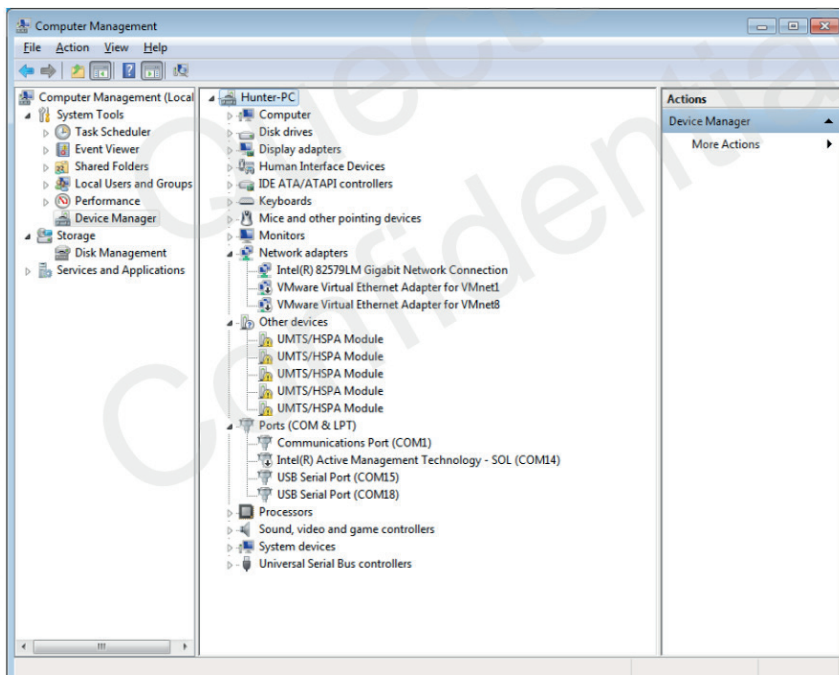 Computer Management
File Action View Help
Computer Management (Local
System Tools
Task Scheduler
Event Viewer
Shared Folders
Local Users and Groups
Performance
Device Manager
Storage
Disk Management
Services and Applications
Hunter-PC
Computer
Disk drives
Display adapters
Human Interface Devices
IDE ATA/ATAPI controllers
Keyboards
Mice and other pointing devices
Monitors
Network adapters
Intel(R) 82579LM Gigabit Network Connection
VMware Virtual Ethernet Adapter for VMnet1
VMware Virtual Ethernet Adapter for VMnet8
Other devices
UMTS/HSPA Module
UMTS/HSPA Module
UMTS/HSPA Module
UMTS/HSPA Module
UMTS/HSPA Module
Ports (COM & LPT)
Communications Port (COM1)
Intel(R) Active Management Technology - SOL (COM14)
USB Serial Port (COM15)
USB Serial Port (COM18)
Processors
Sound, video and game controllers
System devices
Universal Serial Bus controllers
Actions
Device Manager
More Actions
Confidential